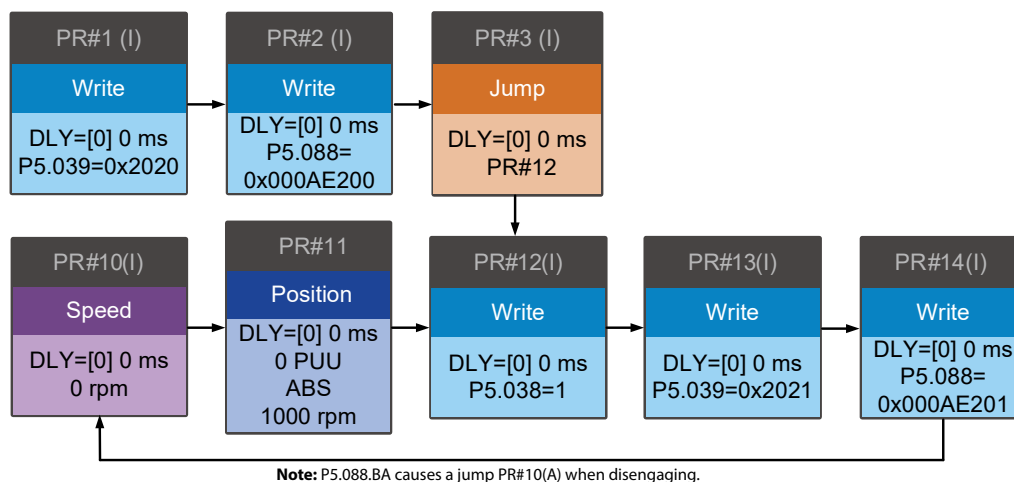 PR#1 (I)
Write
DLY=[0] 0 ms
P5.039=0x2020
PR#2 (I)
Write
DLY=[0] 0 ms
P5.088=
0x000AE200
PR#3 (I)
Jump
DLY=[0] 0 ms
PR#12
PR#10(I)
Speed
DLY=[0] 0 ms
0 rpm
PR#11
Position
DLY=[0] 0 ms
0 PUU
ABS
1000 rpm
PR#12(I)
Write
DLY=[0] 0 ms
P5.038=1
PR#13(I)
Write
DLY=[0] 0 ms
P5.039=0x2021
PR#14(I)
Write
DLY=[0] 0 ms
P5.088=
0x000AE201
Note: P5.088.BA causes a jump PR#10(A) when disengaging.